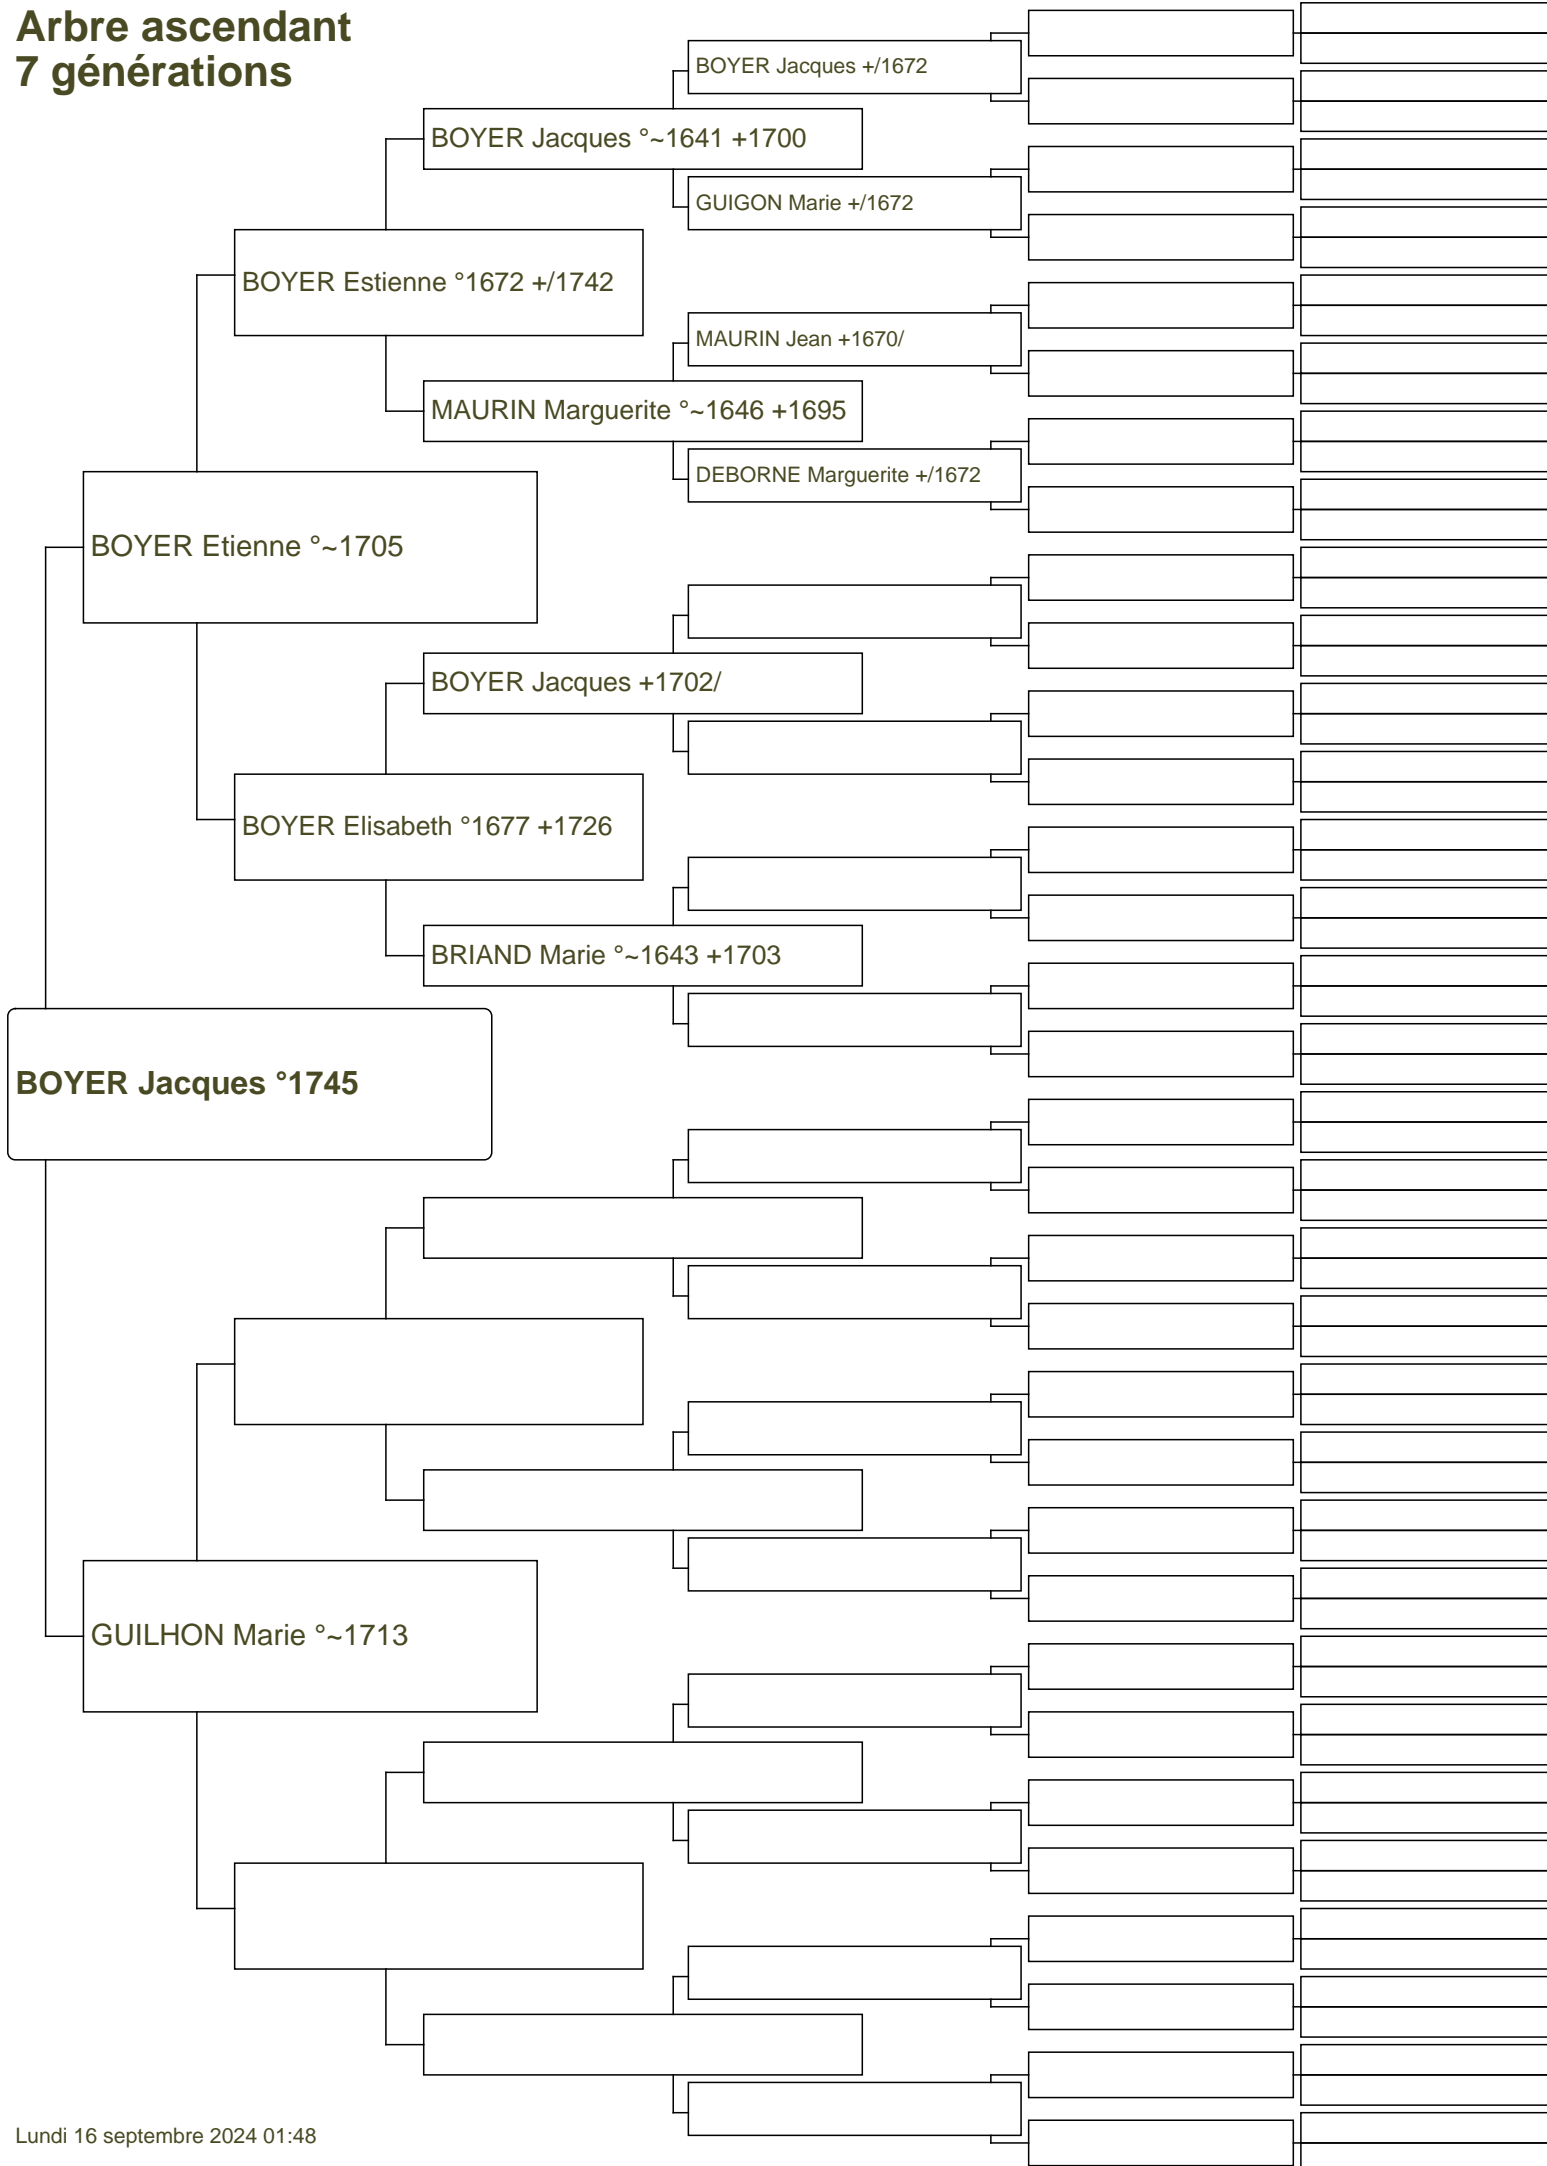 Arbre ascendant
7 générations
BOYER Jacques +/1672
BOYER Jacques °~1641 +1700
GUIGON Marie +/1672
BOYER Estienne °1672 +/1742
MAURIN Jean +1670/
MAURIN Marguerite °~1646 +1695
DEBORNE Marguerite +/1672
BOYER Etienne °~1705
BOYER Jacques +1702/
BOYER Elisabeth °1677 +1726
BRIAND Marie °~1643 +1703
BOYER Jacques °1745
GUILHON Marie °~1713
Lundi 16 septembre 2024 01:48